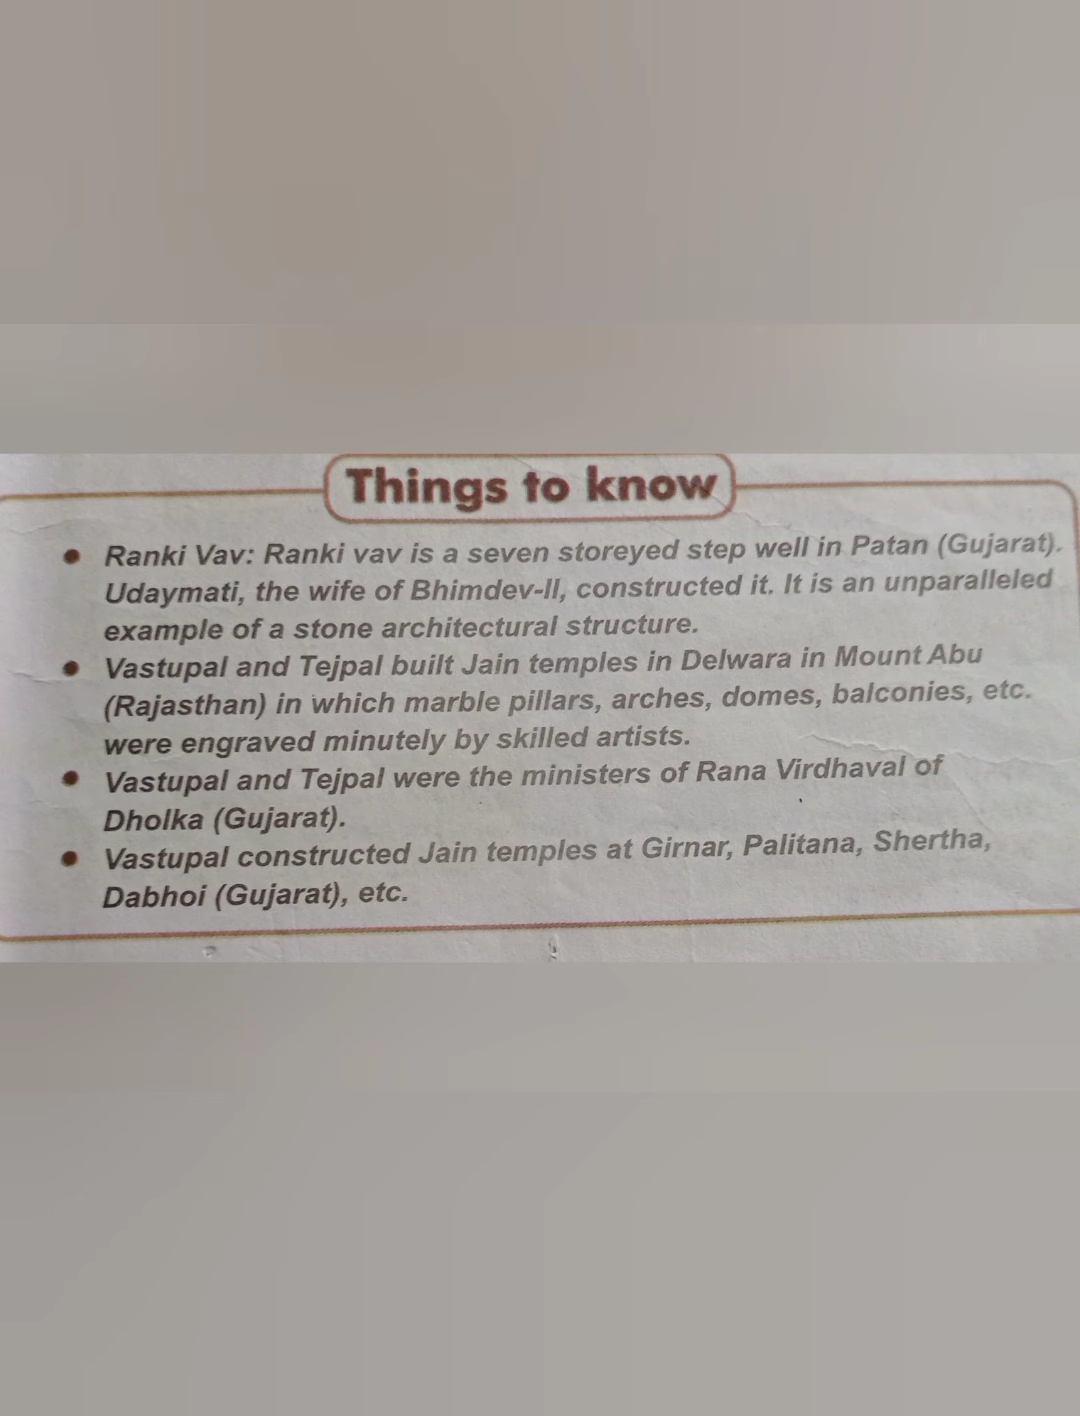 Things to know
• Ranki Vav: Ranki vav is a seven storeyed step well in Patan (Gujarat).
Udaymati, the wife of Bhimdev-II, constructed it. It is an unparalleled
example of a stone architectural structure.
• Vastupal and Tejpal built Jain temples in Delwara in Mount Abu
(Rajasthan) in which marble pillars, arches, domes, balconies, etc.
were engraved minutely by skilled artists.
• Vastupal and Tejpal were the ministers of Rana Virdhaval of
Dholka (Gujarat).
• Vastupal constructed Jain temples at Girnar, Palitana, Shertha,
Dabhoi (Gujarat), etc.